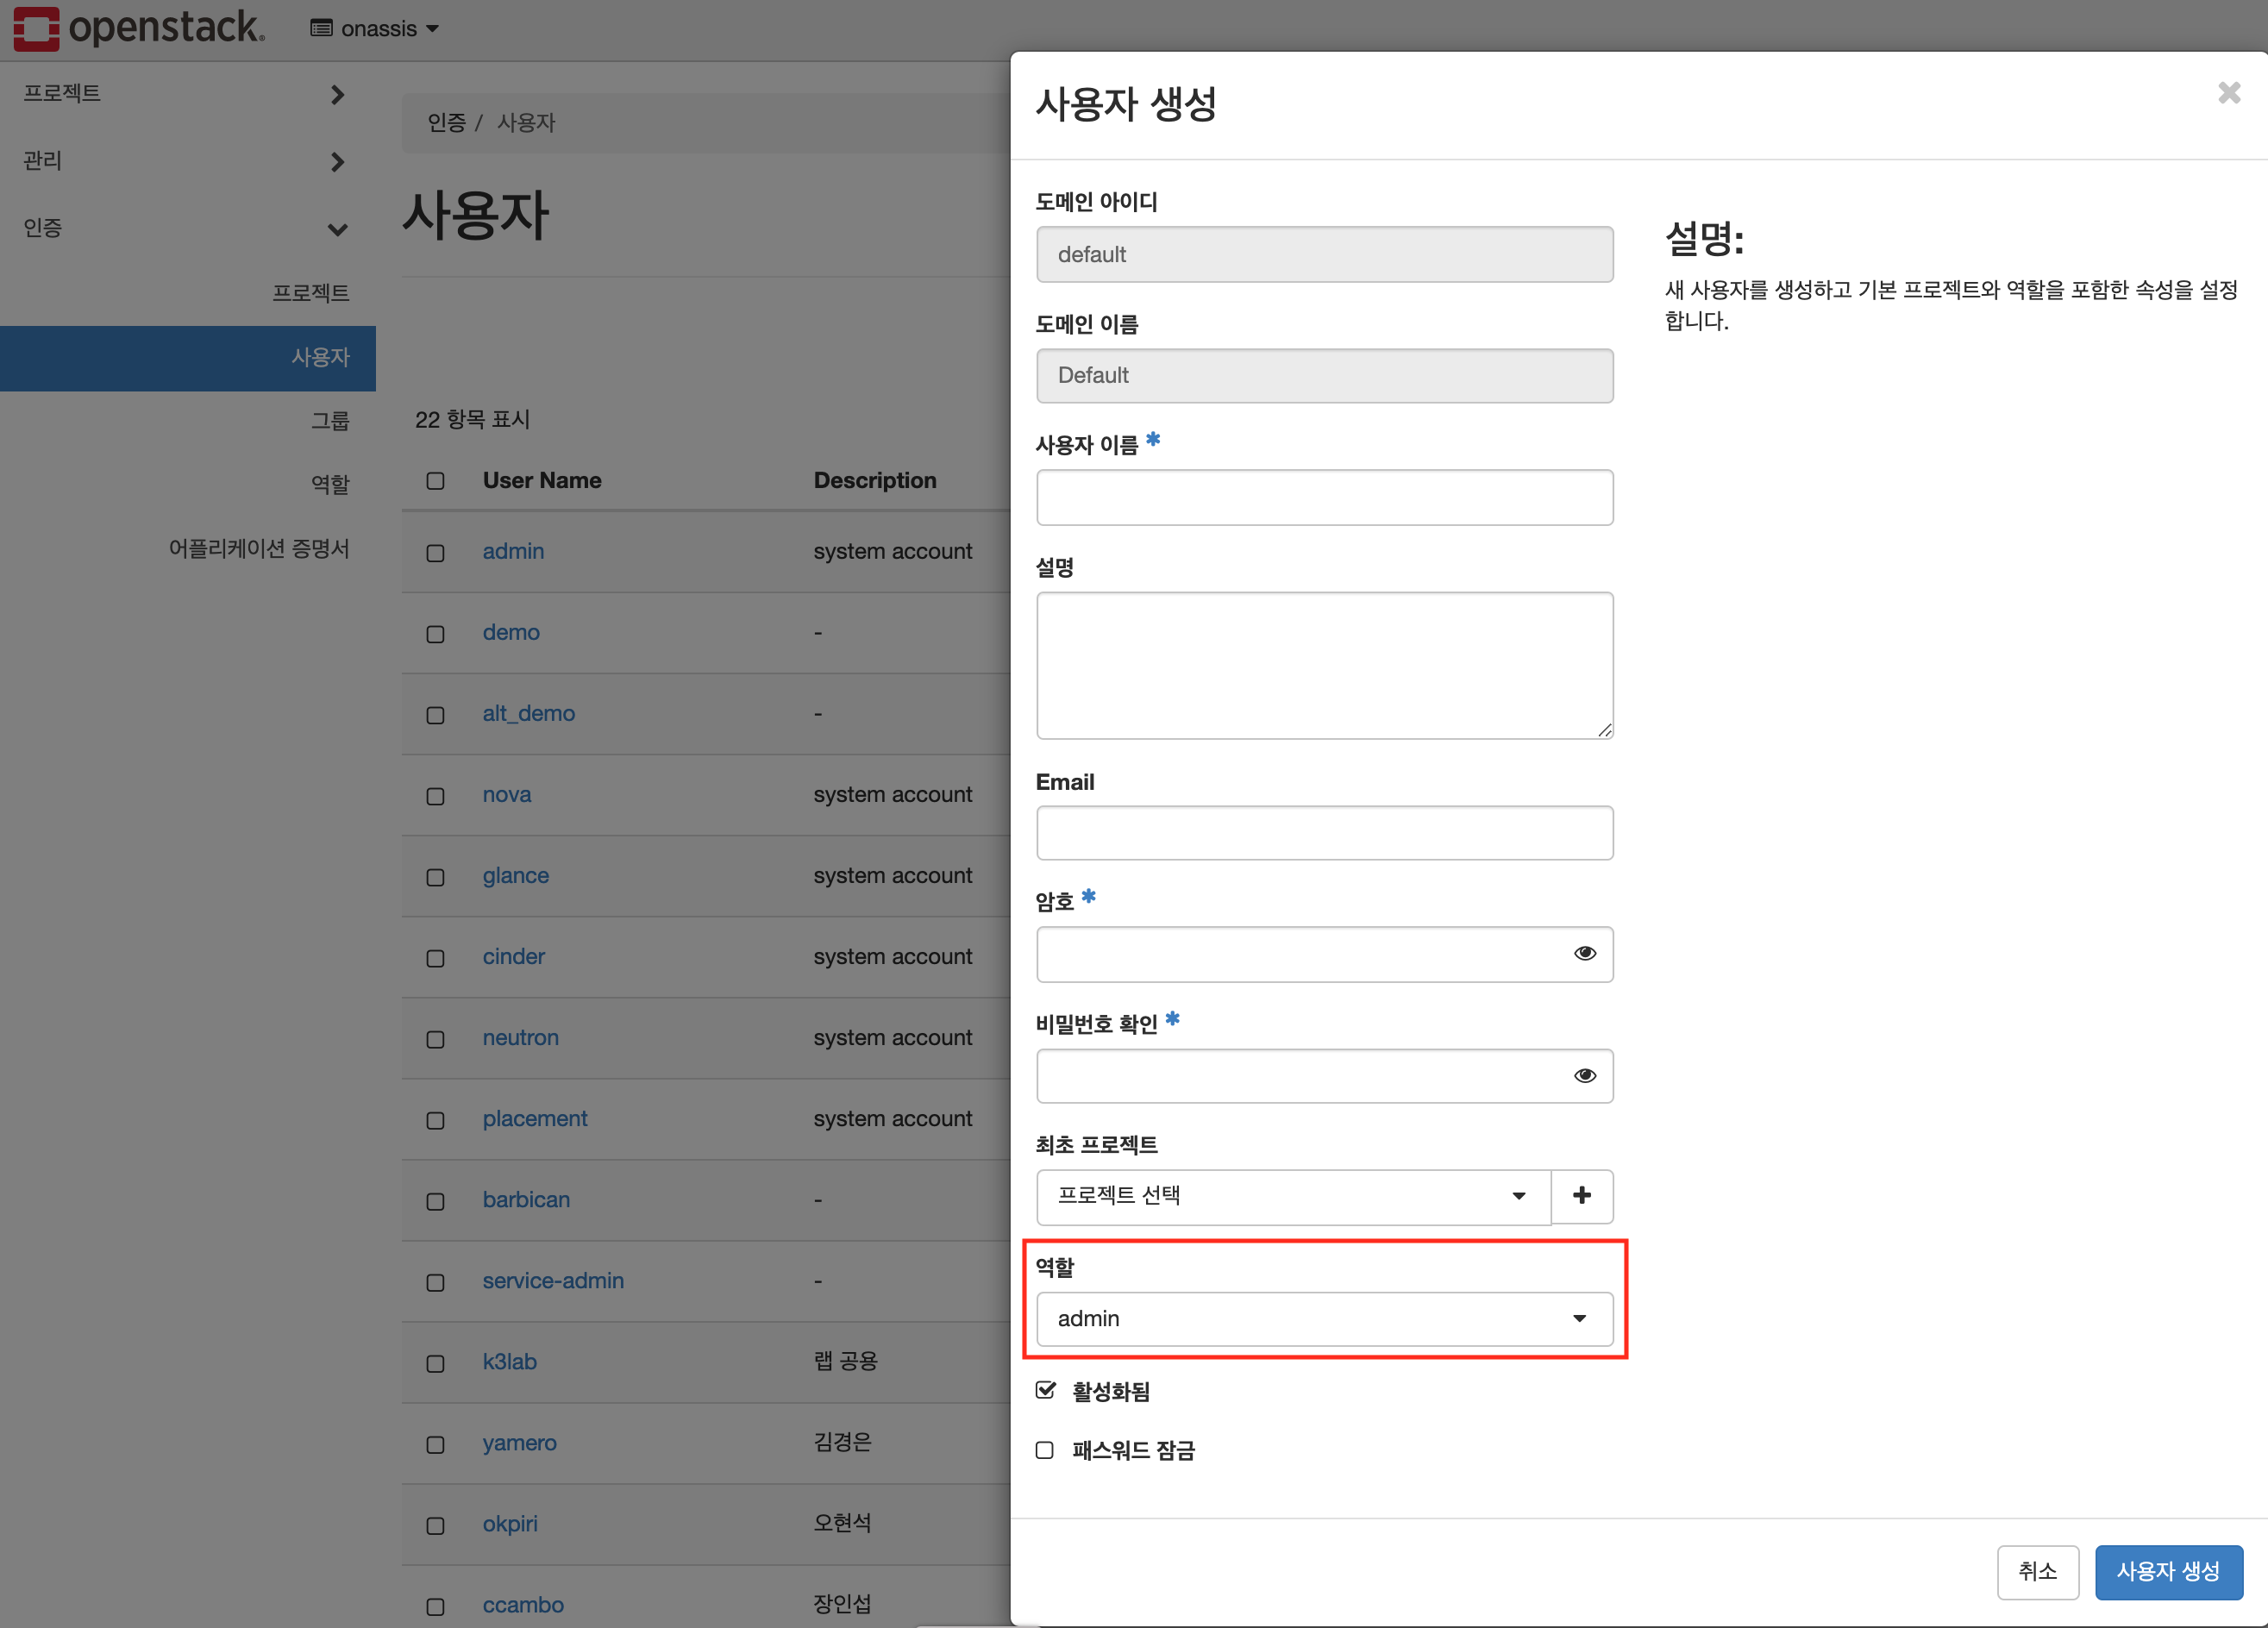 openstack.
onassis
프로젝트
관리
인증
프로젝트
사용자
그룹
역할
어플리케이션 증명서
인증 / 사용자
사용자
22 항목 표시
User Name Description
admin system account
demo -
alt_demo -
nova system account
glance system account
cinder system account
neutron system account
placement system account
barbican -
service-admin -
k3lab 랩 공용
yamero 김경은
okpiri 오현석
ccambo 장인섭
사용자 생성
도메인 아이디
default
도메인 이름
Default
사용자 이름 *
설명
Email
암호 *
비밀번호 확인 *
최초 프로젝트
프로젝트 선택
역할
admin
활성화됨
패스워드 잠금
설명:
새 사용자를 생성하고 기본 프로젝트와 역할을 포함한 속성을 설정
합니다.
취소
사용자 생성